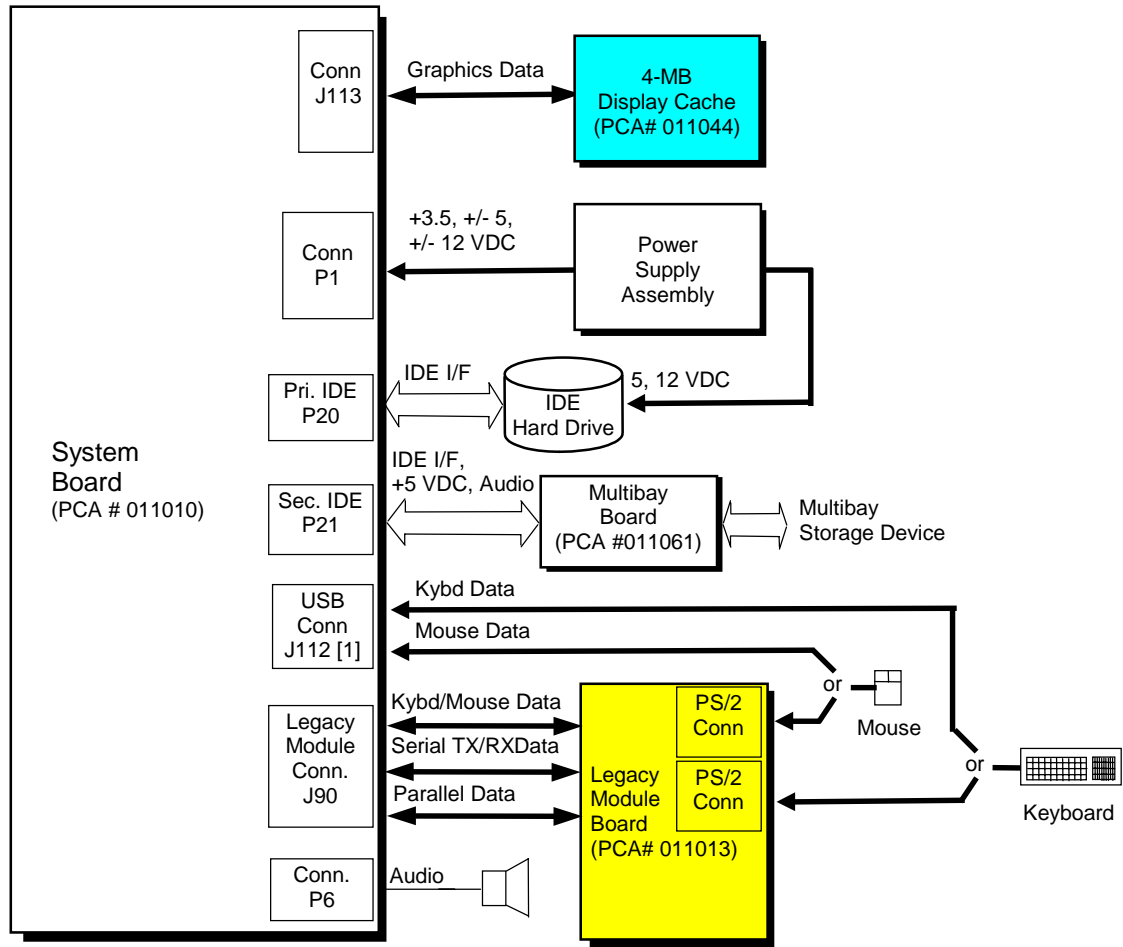 Conn
J113
Graphics Data
4-MB
Display Cache
(PCA# 011044)
Conn
P1
+3.5, +/- 5,
+/- 12 VDC
Power
Supply
Assembly
Pri. IDE
P20
IDE I/F
IDE
Hard Drive
5, 12 VDC
System
Board
(PCA # 011010)
Sec. IDE
P21
IDE I/F,
+5 VDC, Audio
Multibay
Board
(PCA #011061)
Multibay
Storage Device
USB
Conn
J112 [1]
Kybd Data
Mouse Data
or
Mouse
Legacy
Module
Conn.
J90
Kybd/Mouse Data
Serial TX/RXData
Parallel Data
PS/2
Conn
PS/2
Conn
Legacy
Module
Board
(PCA# 011013)
or
Keyboard
Conn.
P6
Audio